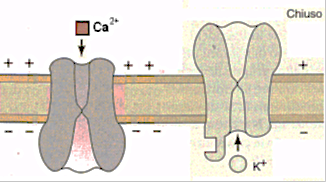 Chiuso
Ca²⁺
+ + + + +
− − − − −
K⁺